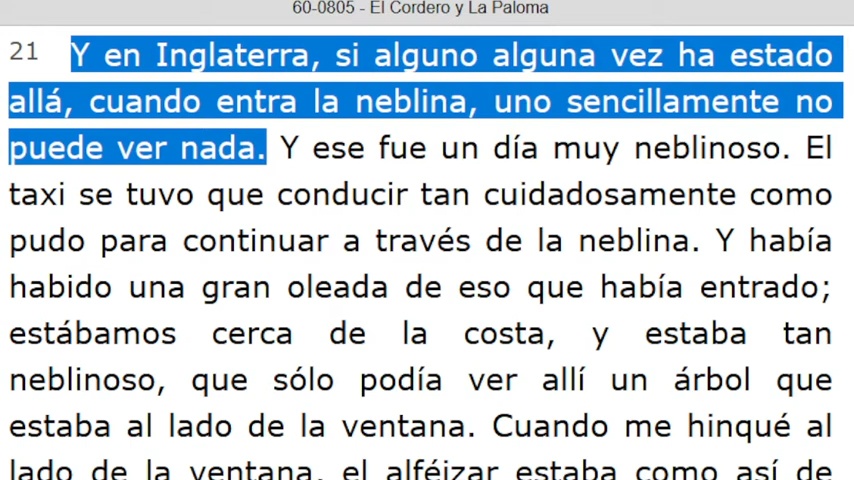 60-0805 - El Cordero y La Paloma
21 Y en Inglaterra, si alguno alguna vez ha estado
allá, cuando entra la neblina, uno sencillamente no
puede ver nada. Y ese fue un día muy neblinoso. El
taxi se tuvo que conducir tan cuidadosamente como
pudo para continuar a través de la neblina. Y había
habido una gran oleada de eso que había entrado;
estábamos cerca de la costa, y estaba tan
neblinoso, que sólo podía ver allí un árbol que
estaba al lado de la ventana. Cuando me hinqué al
lado de la ventana, el alféizar estaba como así de